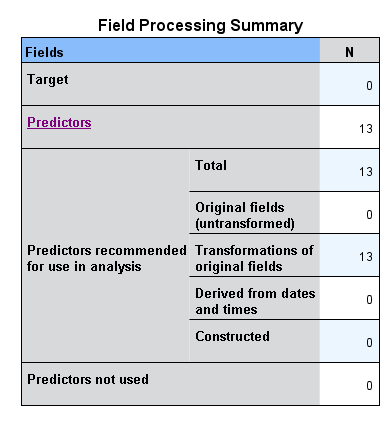 Field Processing Summary
Fields N
Target 0
Predictors 13
Predictors recommended for use in analysis
Total 13
Original fields (untransformed) 0
Transformations of original fields 13
Derived from dates and times 0
Constructed 0
Predictors not used 0